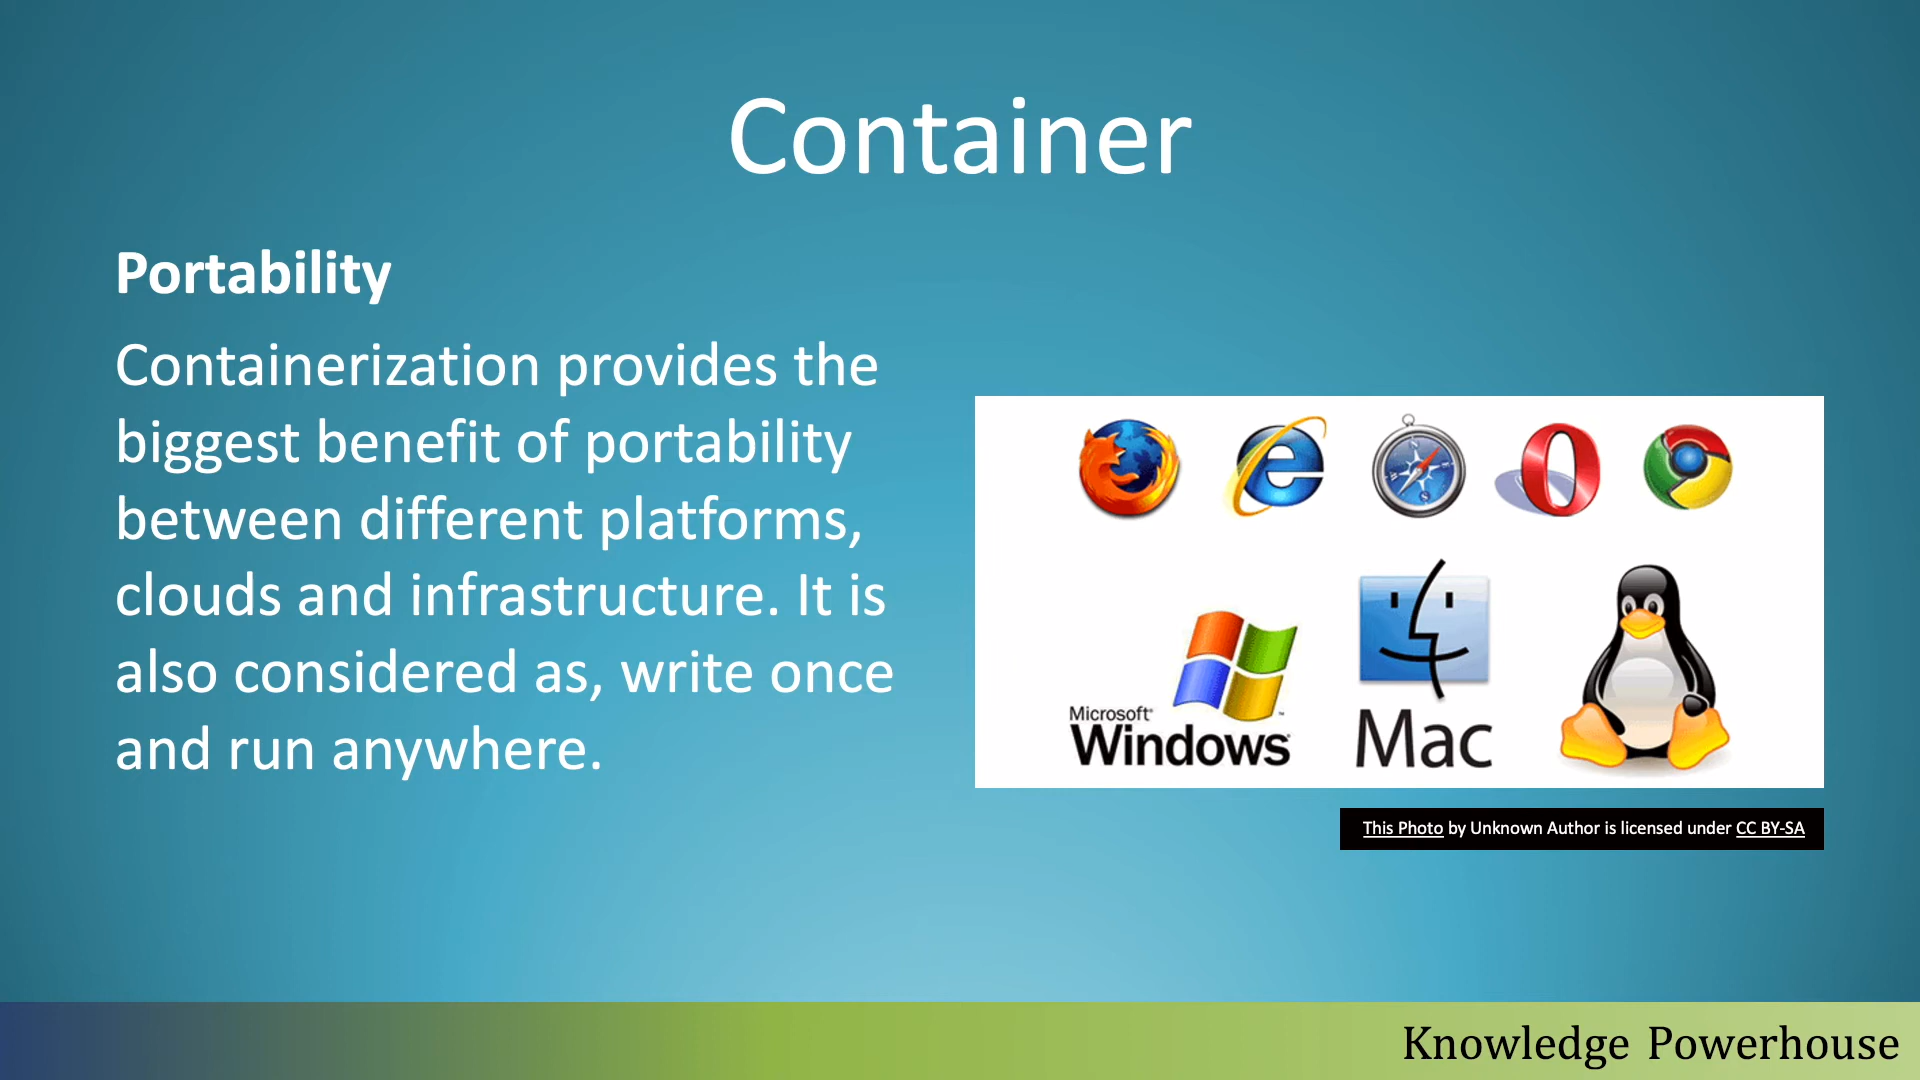 Container
Portability
Containerization provides the
biggest benefit of portability
between different platforms,
clouds and infrastructure. It is
also considered as, write once
and run anywhere.
Microsoft
Windows
Mac
This Photo by Unknown Author is licensed under CC BY-SA
Knowledge Powerhouse